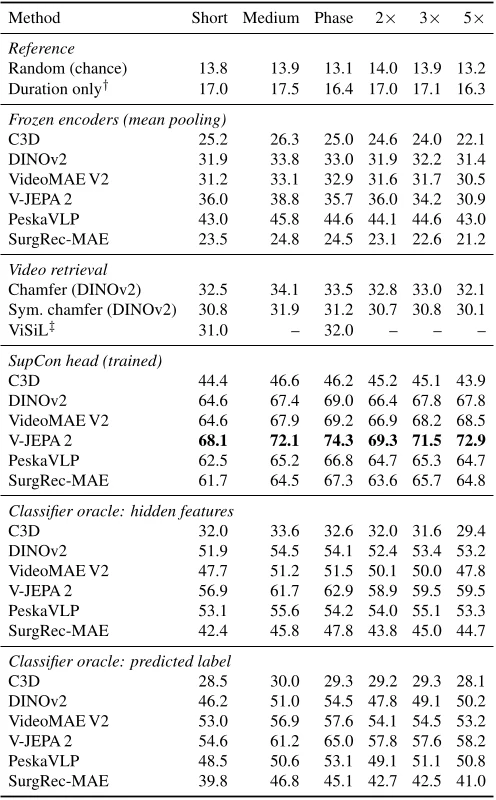 Method Short Medium Phase 2× 3× 5×
Reference
Random (chance) 13.8 13.9 13.1 14.0 13.9 13.2
Duration only† 17.0 17.5 16.4 17.0 17.1 16.3
Frozen encoders (mean pooling)
C3D 25.2 26.3 25.0 24.6 24.0 22.1
DINOv2 31.9 33.8 33.0 31.9 32.2 31.4
VideoMAE V2 31.2 33.1 32.9 31.6 31.7 30.5
V-JEPA 2 36.0 38.8 35.7 36.0 34.2 30.9
PeskaVLP 43.0 45.8 44.6 44.1 44.6 43.0
SurgRec-MAE 23.5 24.8 24.5 23.1 22.6 21.2
Video retrieval
Chamfer (DINOv2) 32.5 34.1 33.5 32.8 33.0 32.1
Sym. chamfer (DINOv2) 30.8 31.9 31.2 30.7 30.8 30.1
ViSiL‡ 31.0 – 32.0 – – –
SupCon head (trained)
C3D 44.4 46.6 46.2 45.2 45.1 43.9
DINOv2 64.6 67.4 69.0 66.4 67.8 67.8
VideoMAE V2 64.6 67.9 69.2 66.9 68.2 68.5
V-JEPA 2 68.1 72.1 74.3 69.3 71.5 72.9
PeskaVLP 62.5 65.2 66.8 64.7 65.3 64.7
SurgRec-MAE 61.7 64.5 67.3 63.6 65.7 64.8
Classifier oracle: hidden features
C3D 32.0 33.6 32.6 32.0 31.6 29.4
DINOv2 51.9 54.5 54.1 52.4 53.4 53.2
VideoMAE V2 47.7 51.2 51.5 50.1 50.0 47.8
V-JEPA 2 56.9 61.7 62.9 58.9 59.5 59.5
PeskaVLP 53.1 55.6 54.2 54.0 55.1 53.3
SurgRec-MAE 42.4 45.8 47.8 43.8 45.0 44.7
Classifier oracle: predicted label
C3D 28.5 30.0 29.3 29.2 29.3 28.1
DINOv2 46.2 51.0 54.5 47.8 49.1 50.2
VideoMAE V2 53.0 56.9 57.6 54.1 54.5 53.2
V-JEPA 2 54.6 61.2 65.0 57.8 57.6 58.2
PeskaVLP 48.5 50.6 53.1 49.1 51.1 50.8
SurgRec-MAE 39.8 46.8 45.1 42.7 42.5 41.0